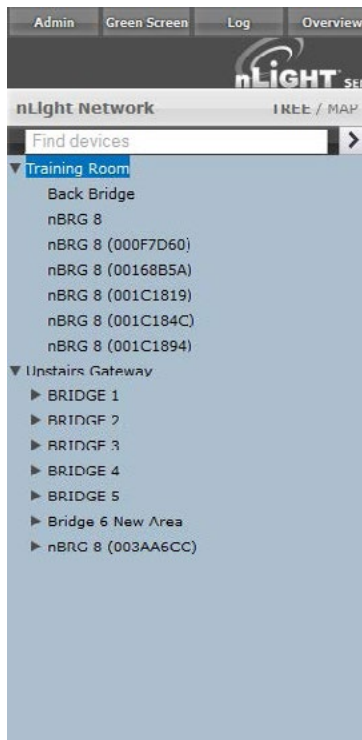 Admin Green Screen Log Overview
nLIGHT SE
nLight Network TREE / MAP
Find devices
Training Room
Back Bridge
nBRG 8
nBRG 8 (000F7D60)
nBRG 8 (00168B5A)
nBRG 8 (001C1819)
nBRG 8 (001C184C)
nBRG 8 (001C1894)
Upstairs Gateway
BRIDGE 1
BRIDGE 2
BRIDGE 3
BRIDGE 4
BRIDGE 5
Bridge 6 New Area
nBRG 8 (003AA6CC)